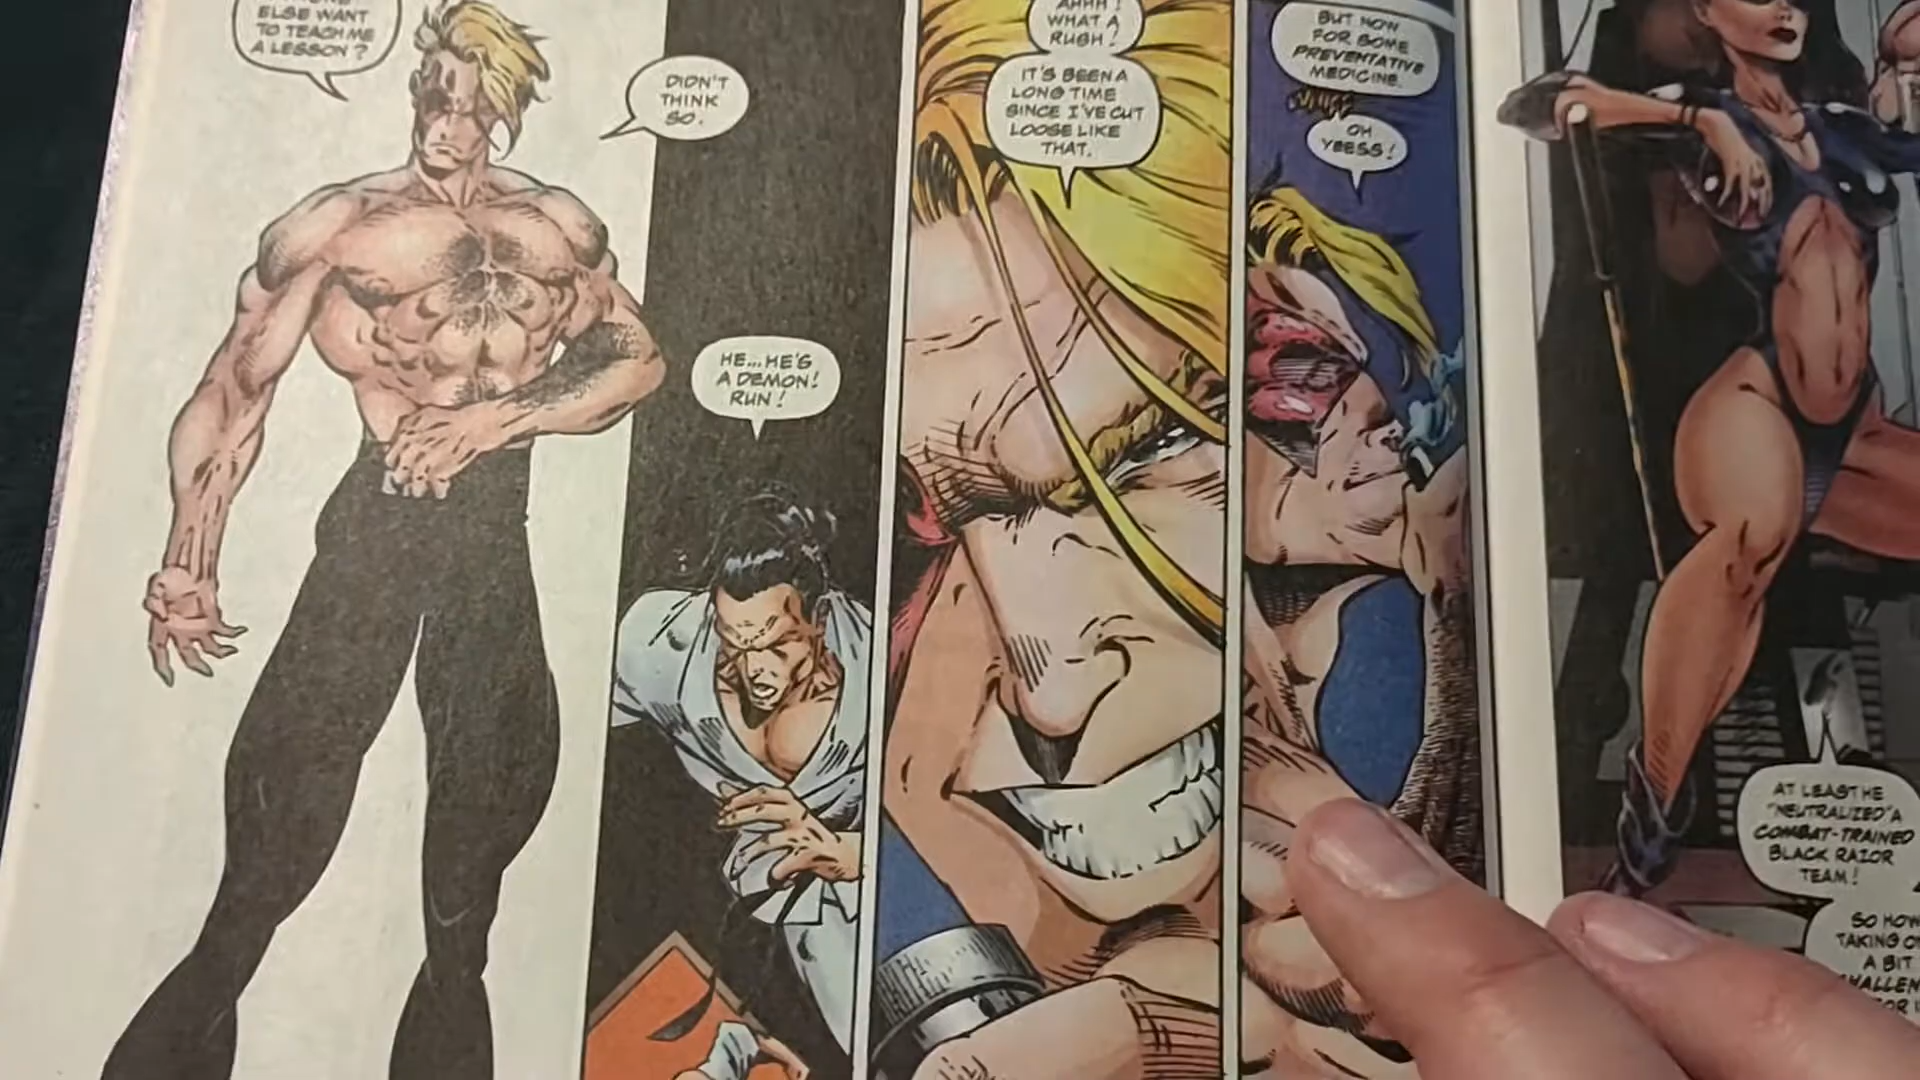 ELSE WANT
TO TEACH ME
A LESSON?
DIDN'T
THINK
SO.
HE...HE'S
A DEMON!
RUN!
AHHH!
WHAT A
RUSH!
IT'S BEEN A
LONG TIME
SINCE I'VE CUT
LOOSE LIKE
THAT.
BUT NOW
FOR SOME
PREVENTATIVE
MEDICINE.
OH
YEESS!
AT LEAST HE
"NEUTRALIZED" A
COMBAT-TRAINED
BLACK RAZOR
TEAM!
SO HOW
TAKING
A BIT